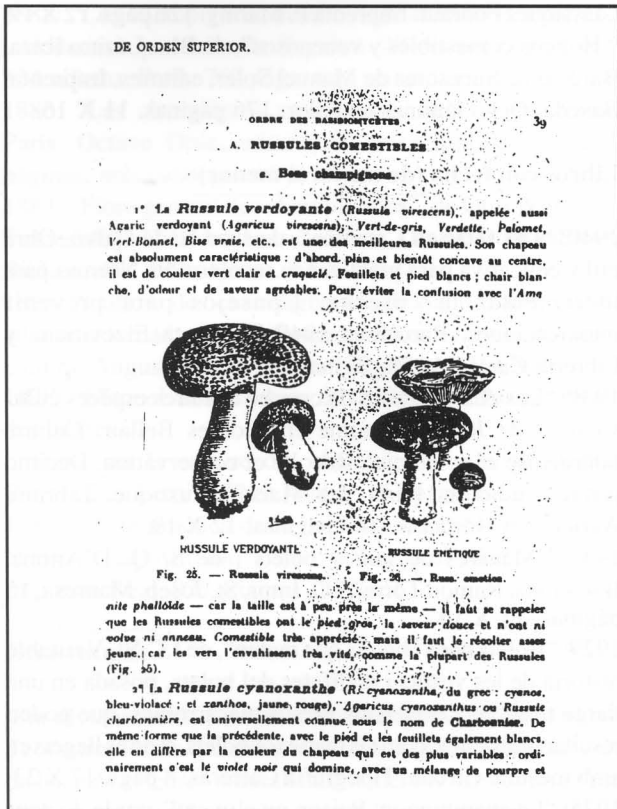 DE ORDEN SUPERIOR.
ORDRE DES BASIDIOMYCÈTES. 39
A. RUSSULES COMESTIBLES
a. Bons champignons.
1° La Russule verdoyante (Russula virescens), appelée aussi
Agaric verdoyant (Agaricus virescens), Vert-de-gris, Verdette, Palomet,
Vert-Bonnet, Bise vraie, etc., est une des meilleures Russules. Son chapeau
est absolument caractéristique : d'abord plan et bientôt concave au centre,
il est de couleur vert clair et craquelé. Feuillets et pied blancs ; chair blan-
che, d'odeur et de saveur agréables. Pour éviter la confusion avec l'Ama
RUSSULE VERDOYANTE
RUSSULE ÉMÉTIQUE
Fig. 25. — Russula virescens.
Fig. 26. — Russ. emetica.
nite phalloïde — car la taille est à peu près la même — il faut se rappeler
que les Russules comestibles ont le pied gros, la saveur douce et n'ont ni
volve ni anneau. Comestible très apprécié ; mais il faut le récolter assez
jeune, car les vers l'envahissent très vite, comme la plupart des Russules
(Fig. 25).
2° La Russule cyanoxanthe (R. cyanoxantha, du grec : cyanos,
bleu-violacé ; et xanthos, jaune rouge), Agaricus cyanoxanthus ou Russule
charbonnière, est universellement connue sous le nom de Charbonnier. De
même forme que la précédente, avec le pied et les feuillets également blancs,
elle en diffère par la couleur du chapeau qui est des plus variables : ordi-
nairement c'est le violet noir qui domine, avec un mélange de pourpre et